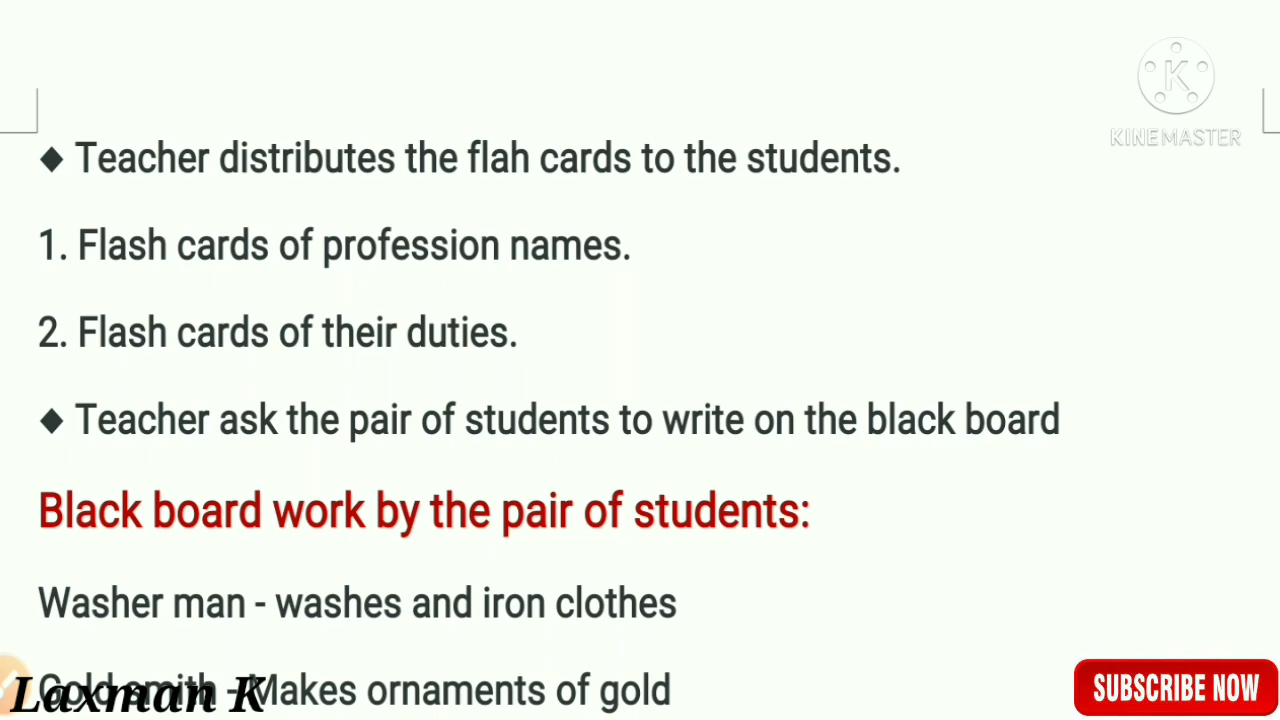 KINEMASTER
◆ Teacher distributes the flah cards to the students.
1. Flash cards of profession names.
2. Flash cards of their duties.
◆ Teacher ask the pair of students to write on the black board
Black board work by the pair of students:
Washer man - washes and iron clothes
Gold smith - Makes ornaments of gold
Laxman K
SUBSCRIBE NOW